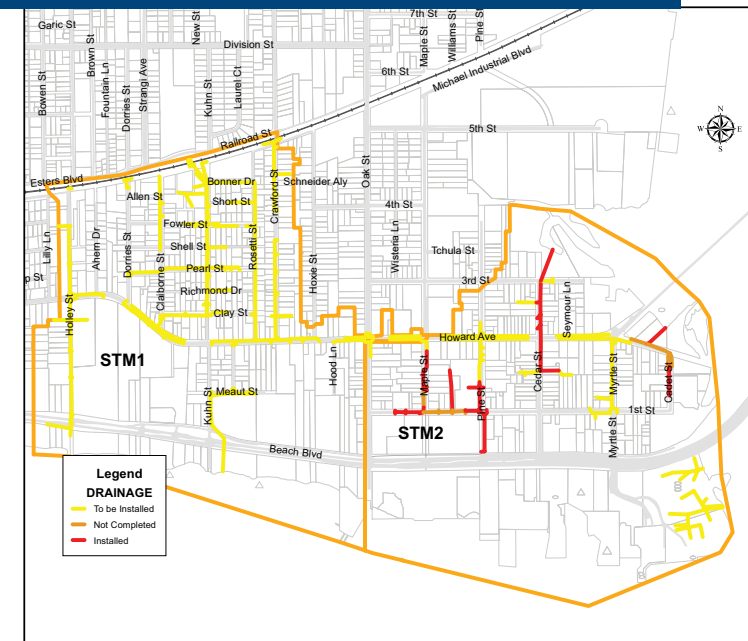 7th St
Garic St
New St
Maple St
Williams St
Pine St
Division St
Brown St
6th St
Michael Industrial Blvd
Bowen St
Fountain Ln
Dorries St
Strangi Ave
Kuhn St
Laurel Ct
N
W E
S
5th St
Railroad St
Oak St
Esters Blvd
Bonner Dr
Schneider Aly
Crawford St
Allen St
Short St
4th St
Fowler St
Lilly Ln
Ahern Dr
Dorries St
Shell St
Rosetti St
Wisteria Ln
Tchula St
Claiborne St
Pearl St
Hoxie St
3rd St
p St
Richmond Dr
Seymour Ln
Holley St
Clay St
Howard Ave
STM1
Hood Ln
Maple St
Cedar St
Myrtle St
Cadet St
Kuhn St
Meaut St
Pine St
1st St
STM2
Myrtle St
Beach Blvd
Legend
DRAINAGE
To be Installed
Not Completed
Installed